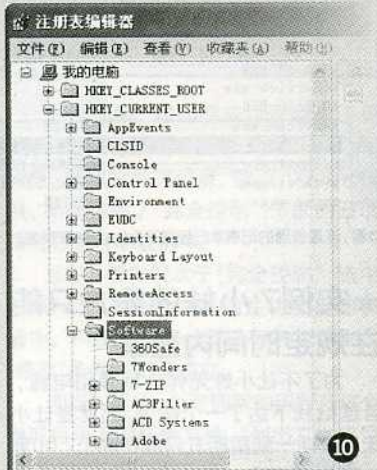 注册表编辑器
文件(F) 编辑(E) 查看(V) 收藏夹(A) 帮助(H)
我的电脑
HKEY_CLASSES_ROOT
HKEY_CURRENT_USER
AppEvents
CLSID
Console
Control Panel
Environment
EUDC
Identities
Keyboard Layout
Printers
RemoteAccess
SessionInformation
Software
360Safe
7Wonders
7-ZIP
AC3Filter
ACD Systems
Adobe
10